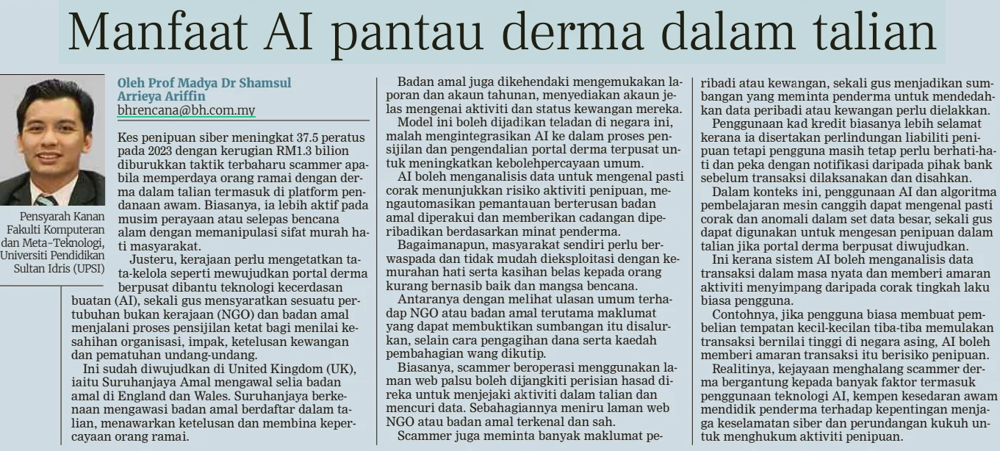 Manfaat AI pantau derma dalam talian
Oleh Prof Madya Dr Shamsul
Arrieya Ariffin
bhrencana@bh.com.my
Pensyarah Kanan
Fakulti Komputeran
dan Meta-Teknologi,
Universiti Pendidikan
Sultan Idris (UPSI)
Kes penipuan siber meningkat 37.5 peratus
pada 2023 dengan kerugian RM1.3 bilion
diburukkan taktik terbaharu scammer apa-
bila memperdaya orang ramai dengan der-
ma dalam talian termasuk di platform pen-
danaan awam. Biasanya, ia lebih aktif pada
musim perayaan atau selepas bencana
alam dengan memanipulasi sifat murah ha-
ti masyarakat.
Justeru, kerajaan perlu mengetatkan ta-
ta-kelola seperti mewujudkan portal derma
berpusat dibantu teknologi kecerdasan
buatan (AI), sekali gus mensyaratkan sesuatu per-
tubuhan bukan kerajaan (NGO) dan badan amal
menjalani proses pensijilan ketat bagi menilai ke-
sahihan organisasi, impak, ketelusan kewangan
dan pematuhan undang-undang.
Ini sudah diwujudkan di United Kingdom (UK),
iaitu Suruhanjaya Amal mengawal selia badan
amal di England dan Wales. Suruhanjaya berke-
naan mengawasi badan amal berdaftar dalam ta-
lian, menawarkan ketelusan dan membina keper-
cayaan orang ramai.
Badan amal juga dikehendaki mengemukakan la-
poran dan akaun tahunan, menyediakan akaun je-
las mengenai aktiviti dan status kewangan mereka.
Model ini boleh dijadikan teladan di negara ini,
malah mengintegrasikan AI ke dalam proses pen-
sijilan dan pengendalian portal derma terpusat un-
tuk meningkatkan kebolehpercayaan umum.
AI boleh menganalisis data untuk mengenal pasti
corak menunjukkan risiko aktiviti penipuan, me-
ngautomasikan pemantauan berterusan badan
amal diperakui dan memberikan cadangan dipe-
ribadikan berdasarkan minat penderma.
Bagaimanapun, masyarakat sendiri perlu ber-
waspada dan tidak mudah dieksploitasi dengan ke-
murahan hati serta kasihan belas kepada orang
kurang bernasib baik dan mangsa bencana.
Antaranya dengan melihat ulasan umum terha-
dap NGO atau badan amal terutama maklumat
yang dapat membuktikan sumbangan itu disalur-
kan, selain cara pengagihan dana serta kaedah
pembahagian wang dikutip.
Biasanya, scammer beroperasi menggunakan la-
man web palsu boleh dijangkiti perisian hasad di-
reka untuk menjejaki aktiviti dalam talian dan
mencuri data. Sebahagiannya meniru laman web
NGO atau badan amal terkenal dan sah.
Scammer juga meminta banyak maklumat pe-
ribadi atau kewangan, sekali gus menjadikan sum-
bangan yang meminta penderma untuk mendedah-
kan data peribadi atau kewangan perlu dielakkan.
Penggunaan kad kredit biasanya lebih selamat
kerana ia disertakan perlindungan liabiliti peni-
puan tetapi pengguna masih tetap perlu berhati-ha-
ti dan peka dengan notifikasi daripada pihak bank
sebelum transaksi dilaksanakan dan disahkan.
Dalam konteks ini, penggunaan AI dan algoritma
pembelajaran mesin canggih dapat mengenal pasti
corak dan anomali dalam set data besar, sekali gus
dapat digunakan untuk mengesan penipuan dalam
talian jika portal derma berpusat diwujudkan.
Ini kerana sistem AI boleh menganalisis data
transaksi dalam masa nyata dan memberi amaran
aktiviti menyimpang daripada corak tingkah laku
biasa pengguna.
Contohnya, jika pengguna biasa membuat pem-
belian tempatan kecil-kecilan tiba-tiba memulakan
transaksi bernilai tinggi di negara asing, AI boleh
memberi amaran transaksi itu berisiko penipuan.
Realitinya, kejayaan menghalang scammer der-
ma bergantung kepada banyak faktor termasuk
penggunaan teknologi AI, kempen kesedaran awam
mendidik penderma terhadap kepentingan menja-
ga keselamatan siber dan perundangan kukuh un-
tuk menghukum aktiviti penipuan.